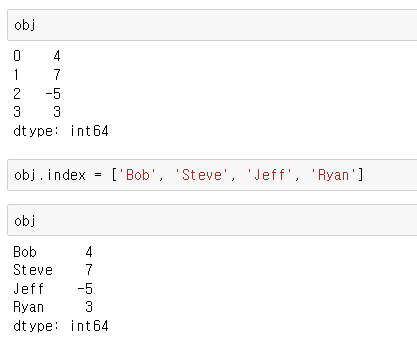 obj
0    4
1    7
2   -5
3    3
dtype: int64
obj.index = ['Bob', 'Steve', 'Jeff', 'Ryan']
obj
Bob      4
Steve    7
Jeff    -5
Ryan     3
dtype: int64